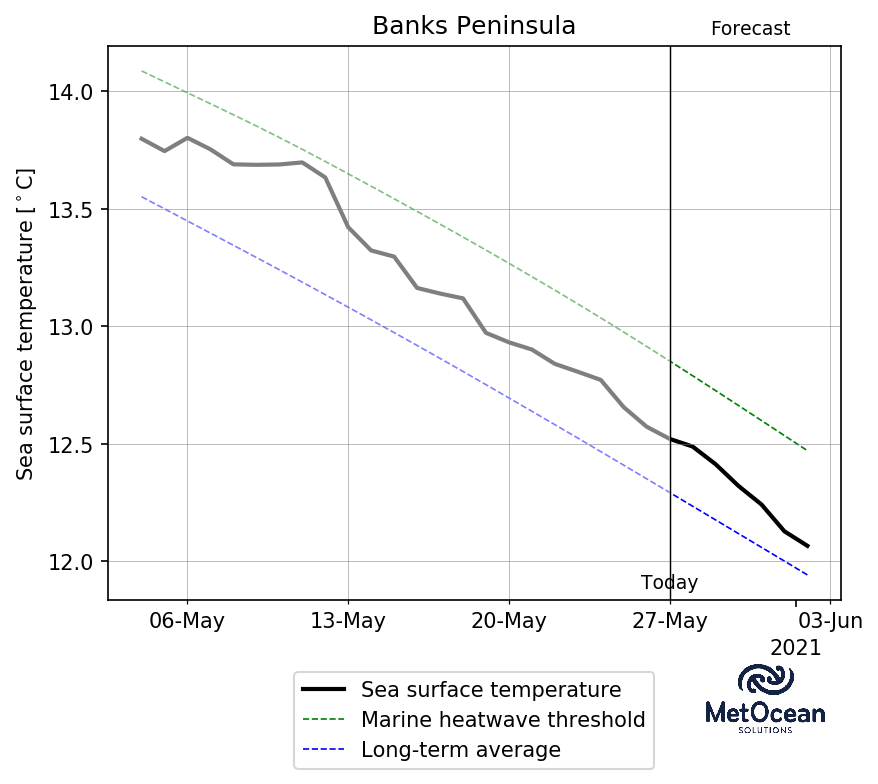 Banks Peninsula
Forecast
Sea surface temperature [°C]
14.0
13.5
13.0
12.5
12.0
Today
06-May
13-May
20-May
27-May
03-Jun
2021
Sea surface temperature
Marine heatwave threshold
Long-term average
MetOcean
SOLUTIONS